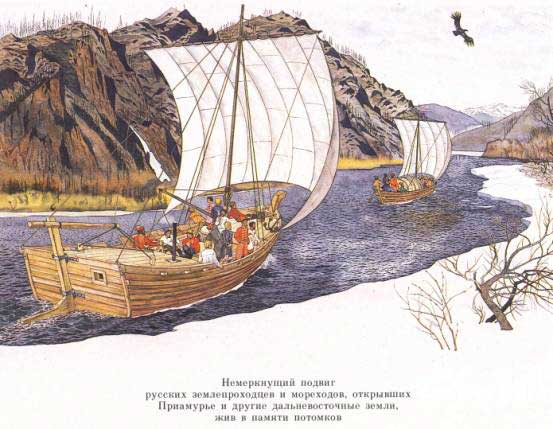 Немеркнущий подвиг
русских землепроходцев и мореходов, открывших
Приамурье и другие дальневосточные земли,
жив в памяти потомков